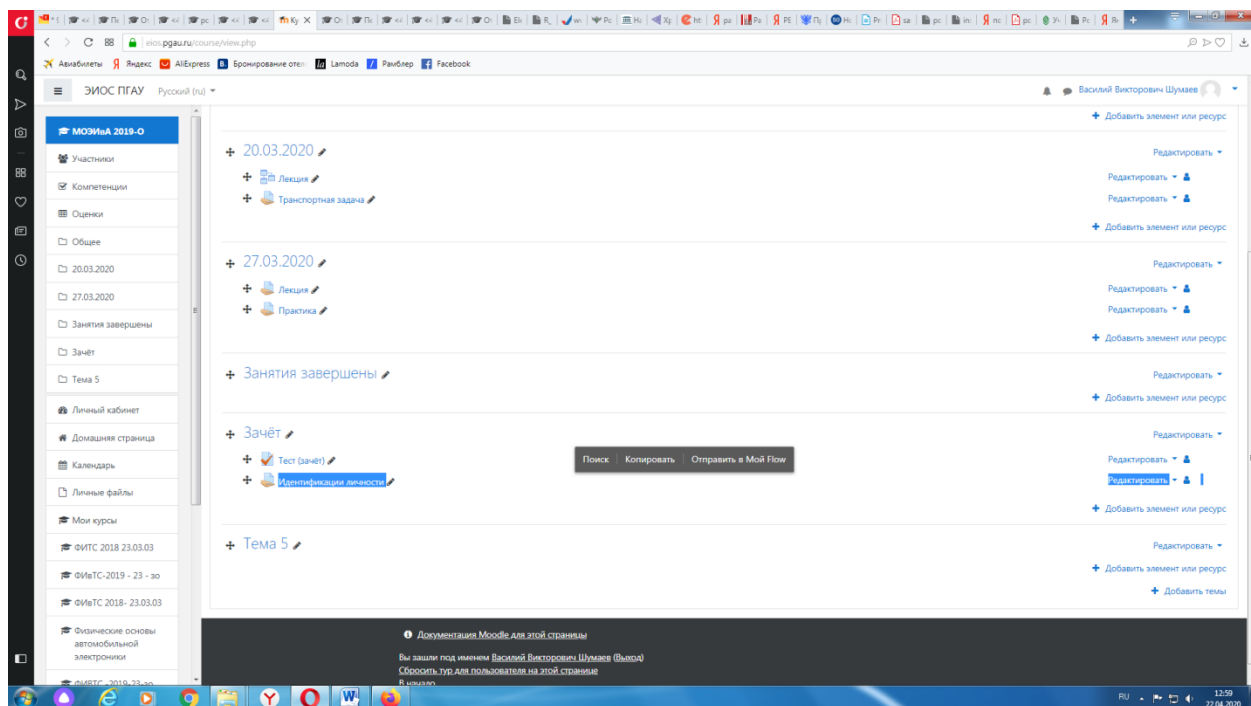 eios.pgau.ru/course/view.php
Авиабилеты Яндекс AliExpress Бронирование отел Lamoda Рамблер Facebook
ЭИОС ПГАУ Русский (ru)
Василий Викторович Шумаев
МОЭИвА 2019-О
Участники
Компетенции
Оценки
Общее
20.03.2020
27.03.2020
Занятия завершены
Зачёт
Тема 5
Личный кабинет
Домашняя страница
Календарь
Личные файлы
Мои курсы
ФИТС 2018 23.03.03
ФИвТС-2019 - 23 - зо
ФИвТС 2018- 23.03.03
Физические основы
автомобильной
электроники
Добавить элемент или ресурс
20.03.2020 Редактировать
Лекция Редактировать
Транспортная задача Редактировать
Добавить элемент или ресурс
27.03.2020 Редактировать
Лекция Редактировать
Практика Редактировать
Добавить элемент или ресурс
Занятия завершены Редактировать
Добавить элемент или ресурс
Зачёт Редактировать
Поиск Копировать Отправить в Мой Flow
Тест (зачёт) Редактировать
Идентификации личности Редактировать
Добавить элемент или ресурс
Тема 5 Редактировать
Добавить элемент или ресурс
Добавить темы
Документация Moodle для этой страницы
Вы зашли под именем Василий Викторович Шумаев (Выход)
Сбросить тур для пользователя на этой странице
В начало
RU 12:59
22.04.2020